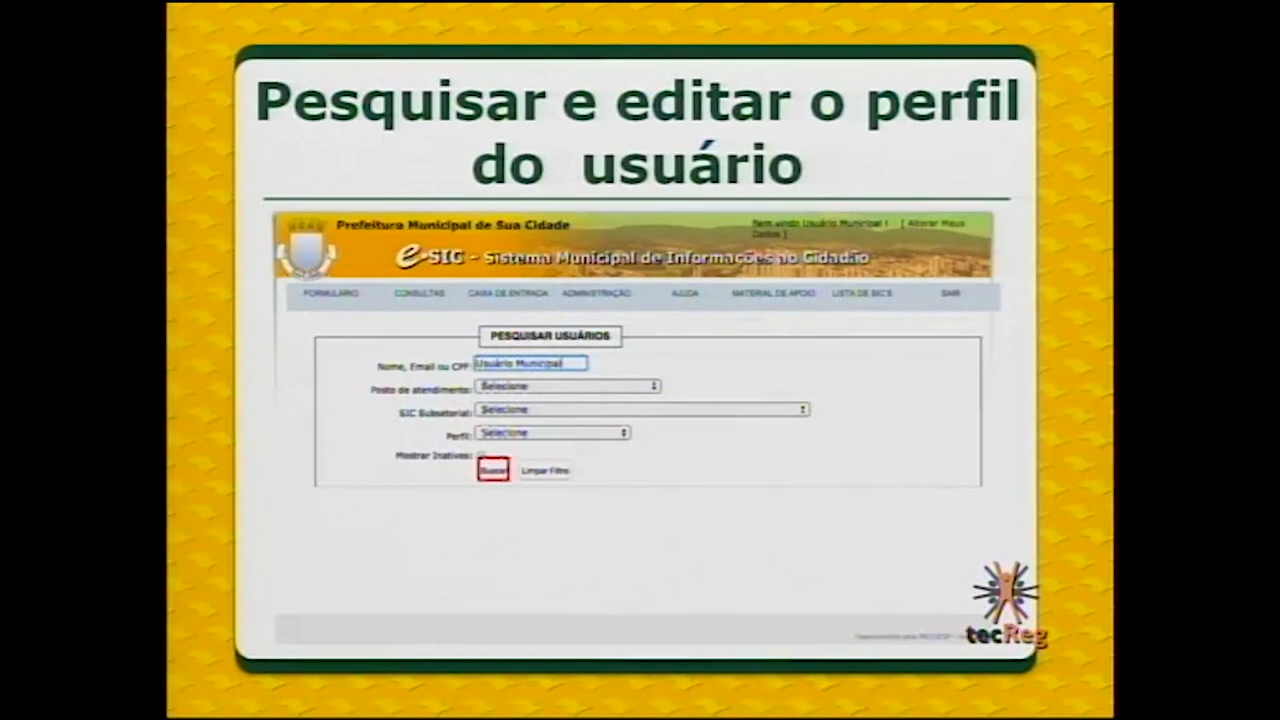 Pesquisar e editar o perfil
do usuário
Prefeitura Municipal de Sua Cidade
Bem vindo Usuário Municipal ! [ Alterar Meus
Dados ]
e-SIC - Sistema Municipal de Informações ao Cidadão
FORMULÁRIO CONSULTAS CAIXA DE ENTRADA ADMINISTRAÇÃO AJUDA MATERIAL DE APOIO LISTA DE SIC'S SAIR
PESQUISAR USUÁRIOS
Nome, Email ou CPF: Usuário Municipal
Posto de atendimento: Selecione
SIC Subsetorial: Selecione
Perfil: Selecione
Mostrar Inativos:
Buscar Limpar Filtro
tecReg